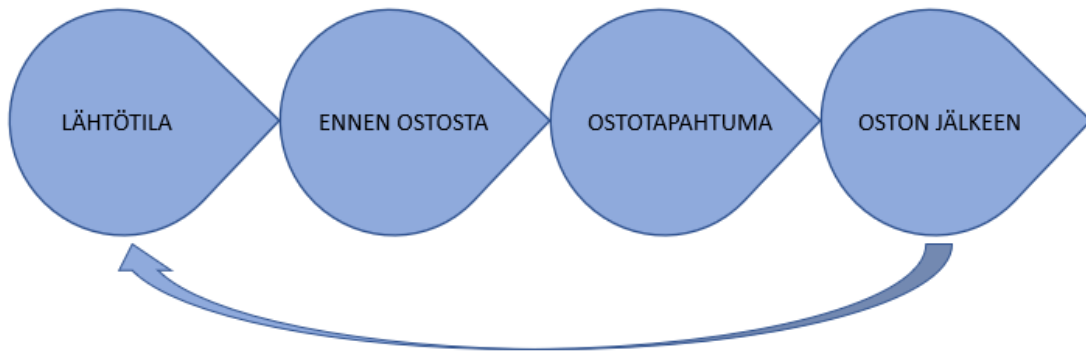 LÄHTÖTILA
ENNEN OSTOSTA
OSTOTAPAHTUMA
OSTON JÄLKEEN